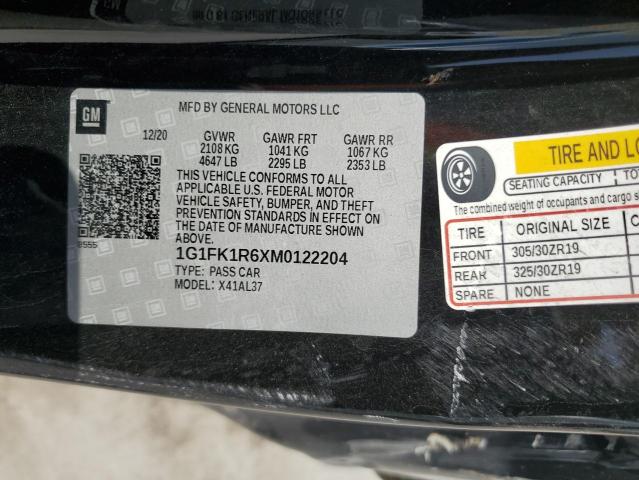 GM
MFD BY GENERAL MOTORS LLC
12/20 GVWR GAWR FRT GAWR RR
2108 KG 1041 KG 1067 KG
4647 LB 2295 LB 2353 LB
THIS VEHICLE CONFORMS TO ALL
APPLICABLE U.S. FEDERAL MOTOR
VEHICLE SAFETY, BUMPER, AND THEFT
PREVENTION STANDARDS IN EFFECT ON
THE DATE OF MANUFACTURE SHOWN
ABOVE.
8555
1G1FK1R6XM0122204
TYPE: PASS CAR
MODEL: X41AL37
TIRE AND
SEATING CAPACITY
The combined weight of occupants and cargo
TIRE ORIGINAL SIZE
FRONT 305/30ZR19
REAR 325/30ZR19
SPARE NONE